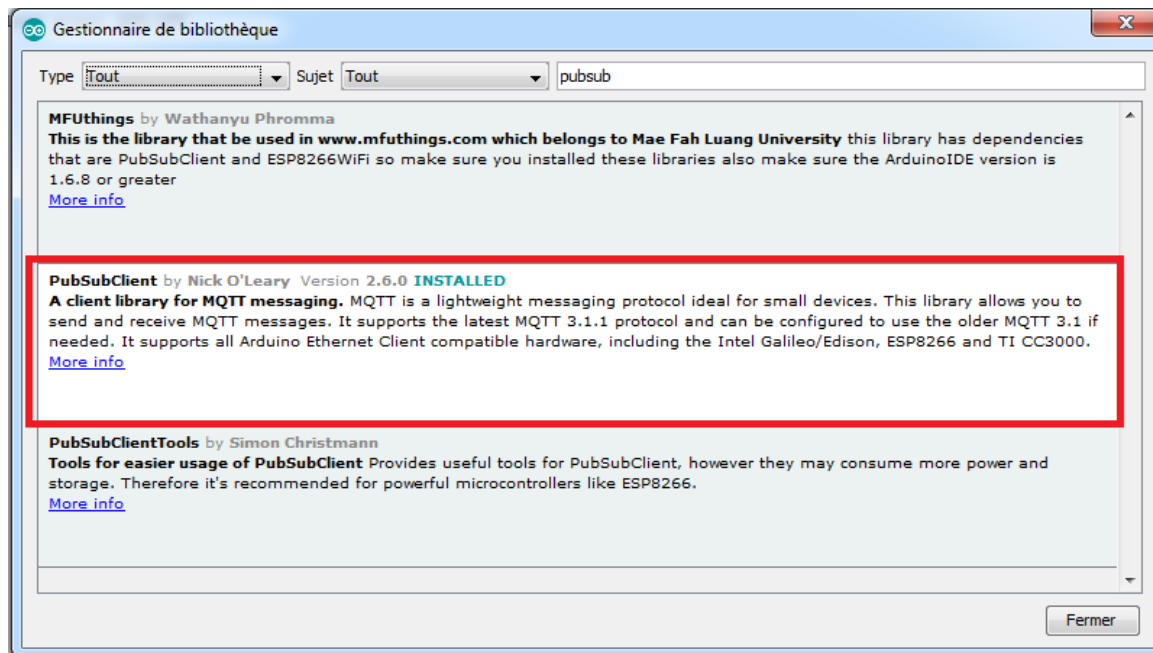 Gestionnaire de bibliothèque
Type Tout Sujet Tout pubsub
MFUthings by Wathanyu Phromma
This is the library that be used in www.mfuthings.com which belongs to Mae Fah Luang University this library has dependencies
that are PubSubClient and ESP8266WiFi so make sure you installed these libraries also make sure the ArduinoIDE version is
1.6.8 or greater
More info
PubSubClient by Nick O'Leary Version 2.6.0 INSTALLED
A client library for MQTT messaging. MQTT is a lightweight messaging protocol ideal for small devices. This library allows you to
send and receive MQTT messages. It supports the latest MQTT 3.1.1 protocol and can be configured to use the older MQTT 3.1 if
needed. It supports all Arduino Ethernet Client compatible hardware, including the Intel Galileo/Edison, ESP8266 and TI CC3000.
More info
PubSubClientTools by Simon Christmann
Tools for easier usage of PubSubClient Provides useful tools for PubSubClient, however they may consume more power and
storage. Therefore it's recommended for powerful microcontrollers like ESP8266.
More info
Fermer